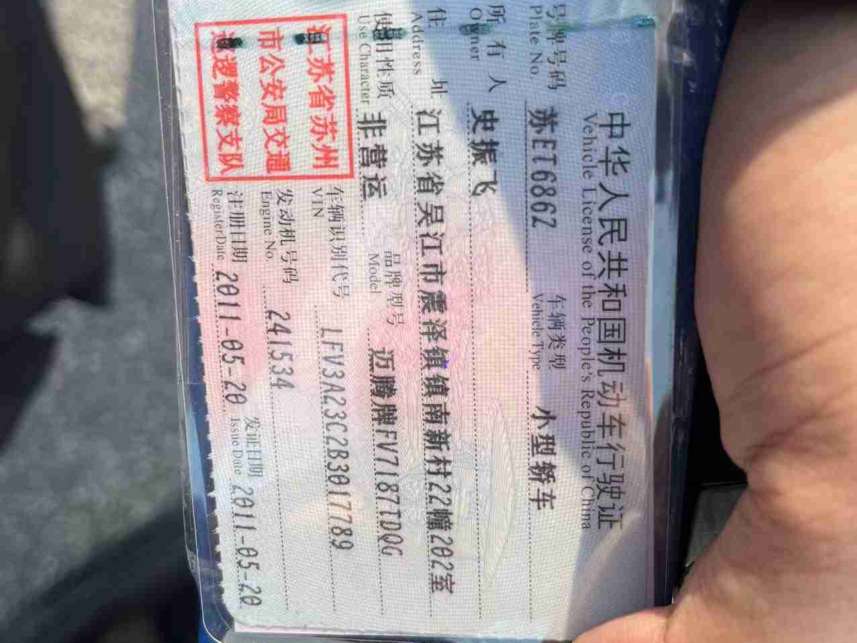 中华人民共和国机动车行驶证
Vehicle License of the People's Republic of China
号牌号码 苏ET686Z 车辆类型 小型轿车
Plate No. Vehicle Type
所有人 史振飞
Owner
住址 江苏省吴江市震泽镇镇南新村22幢202室
Address
使用性质 非营运 品牌型号 迈腾牌FV7187TDQG
Use Character Model
江苏省苏州
市公安局交通
巡逻警察支队
车辆识别代号 LFV3A23C2B3017789
VIN
发动机号码 241534
Engine No.
注册日期 2011-05-20 发证日期 2011-05-20
Register Date Issue Date